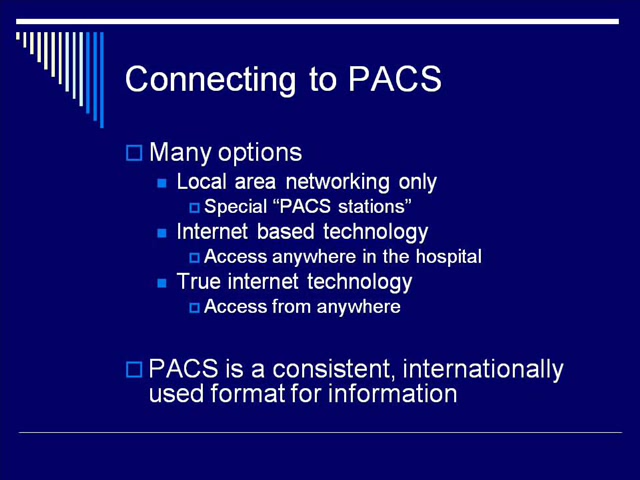 Connecting to PACS
Many options
Local area networking only
Special “PACS stations”
Internet based technology
Access anywhere in the hospital
True internet technology
Access from anywhere
PACS is a consistent, internationally
used format for information